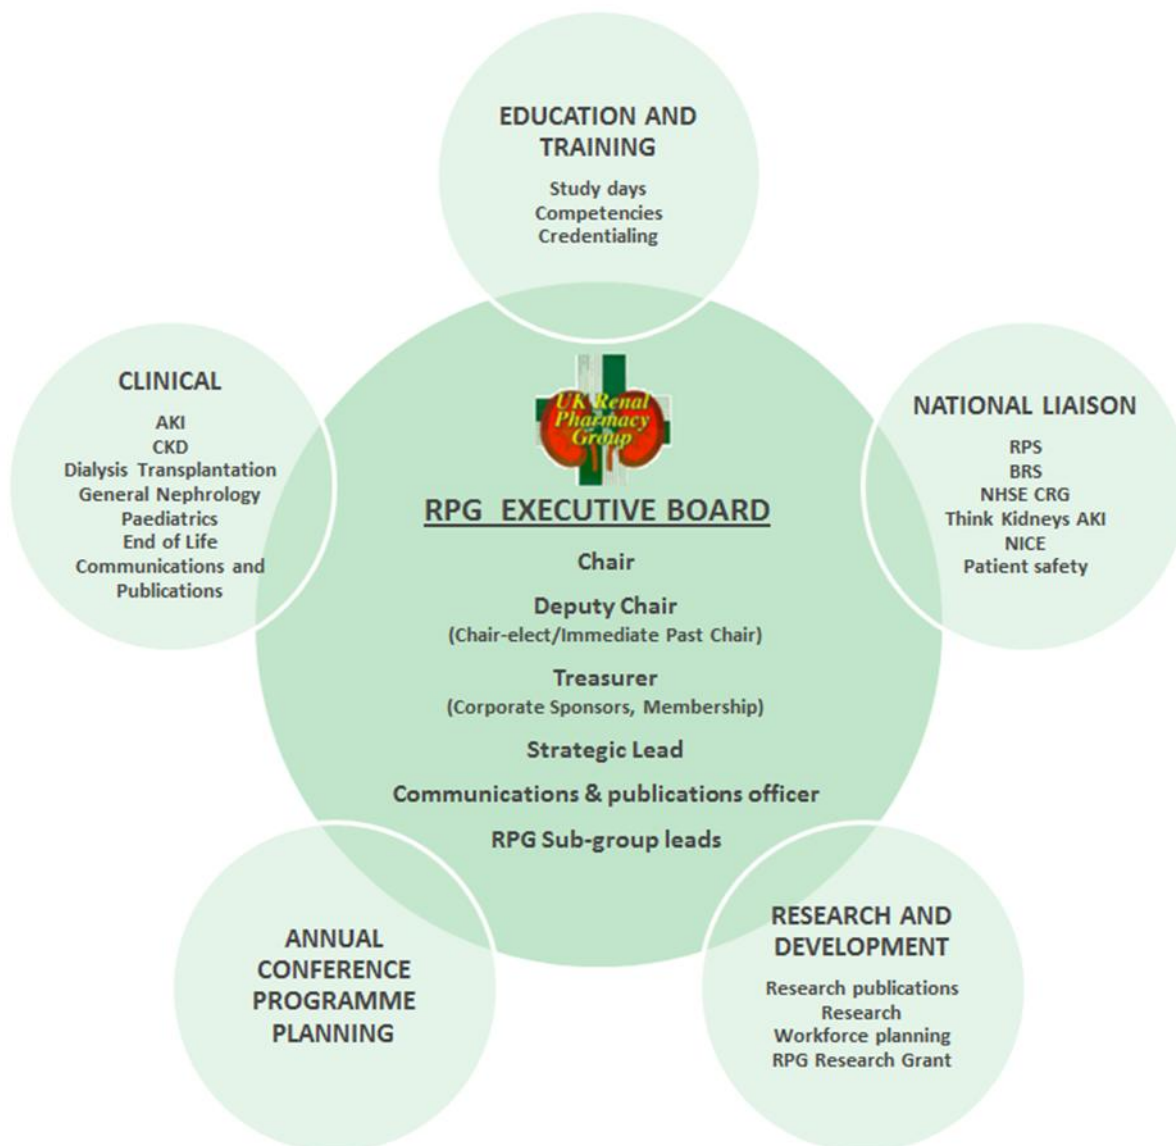 EDUCATION AND
TRAINING
Study days
Competencies
Credentialing
CLINICAL
AKI
CKD
Dialysis Transplantation
General Nephrology
Paediatrics
End of Life
Communications and
Publications
UK Renal
Pharmacy
Group
RPG EXECUTIVE BOARD
Chair
Deputy Chair
(Chair-elect/Immediate Past Chair)
Treasurer
(Corporate Sponsors, Membership)
Strategic Lead
Communications & publications officer
RPG Sub-group leads
NATIONAL LIAISON
RPS
BRS
NHSE CRG
Think Kidneys AKI
NICE
Patient safety
ANNUAL
CONFERENCE
PROGRAMME
PLANNING
RESEARCH AND
DEVELOPMENT
Research publications
Research
Workforce planning
RPG Research Grant